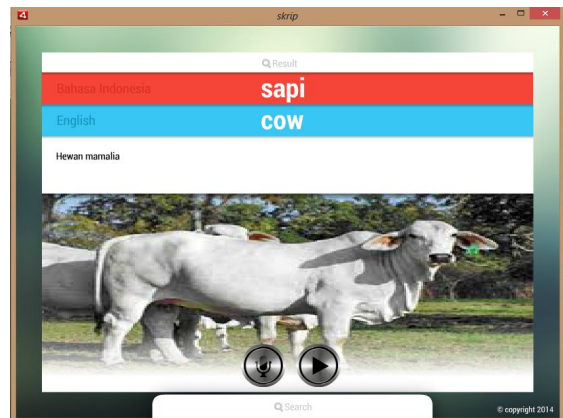 skrip
Result
Bahasa Indonesia
sapi
English
cow
Hewan mamalia
Search
© copyright 2014